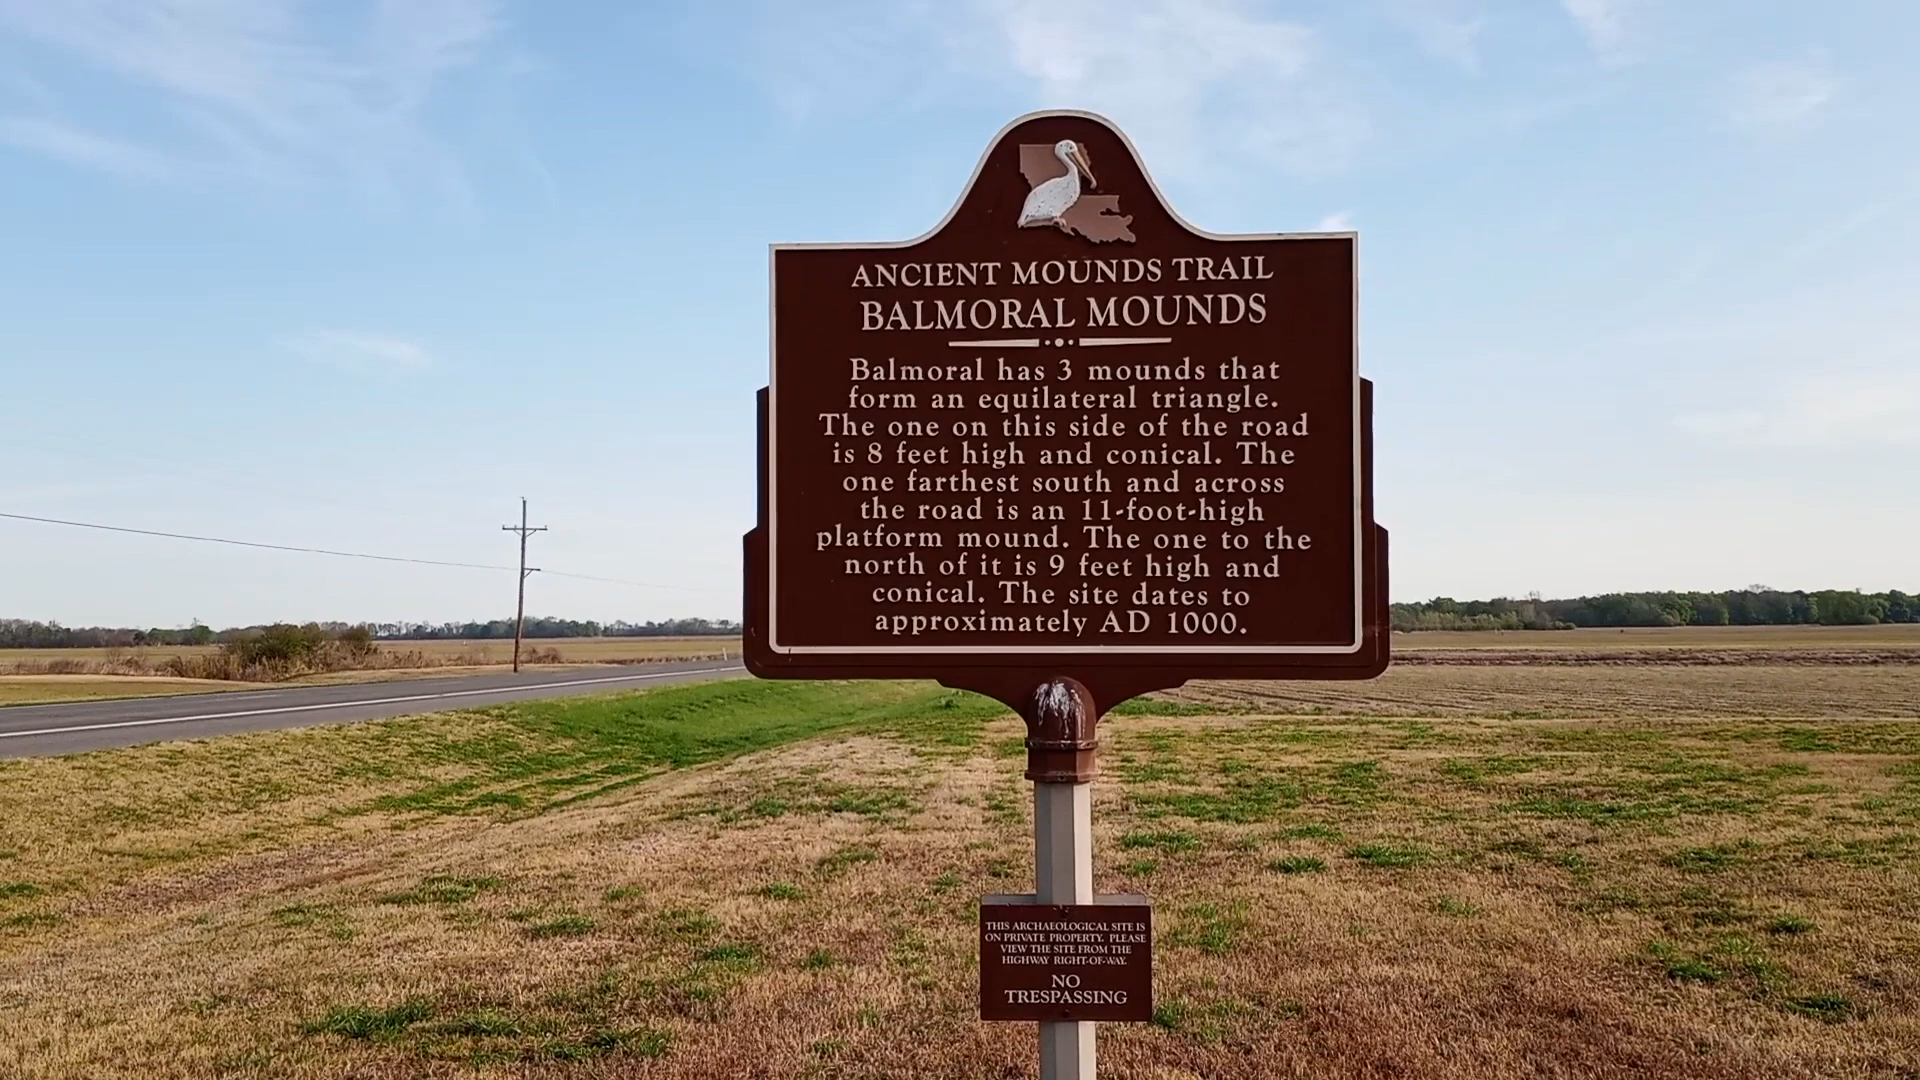 ANCIENT MOUNDS TRAIL
BALMORAL MOUNDS
Balmoral has 3 mounds that
form an equilateral triangle.
The one on this side of the road
is 8 feet high and conical. The
one farthest south and across
the road is an 11-foot-high
platform mound. The one to the
north of it is 9 feet high and
conical. The site dates to
approximately AD 1000.
THIS ARCHAEOLOGICAL SITE IS
ON PRIVATE PROPERTY. PLEASE
VIEW THE SITE FROM THE
HIGHWAY RIGHT-OF-WAY.
NO
TRESPASSING